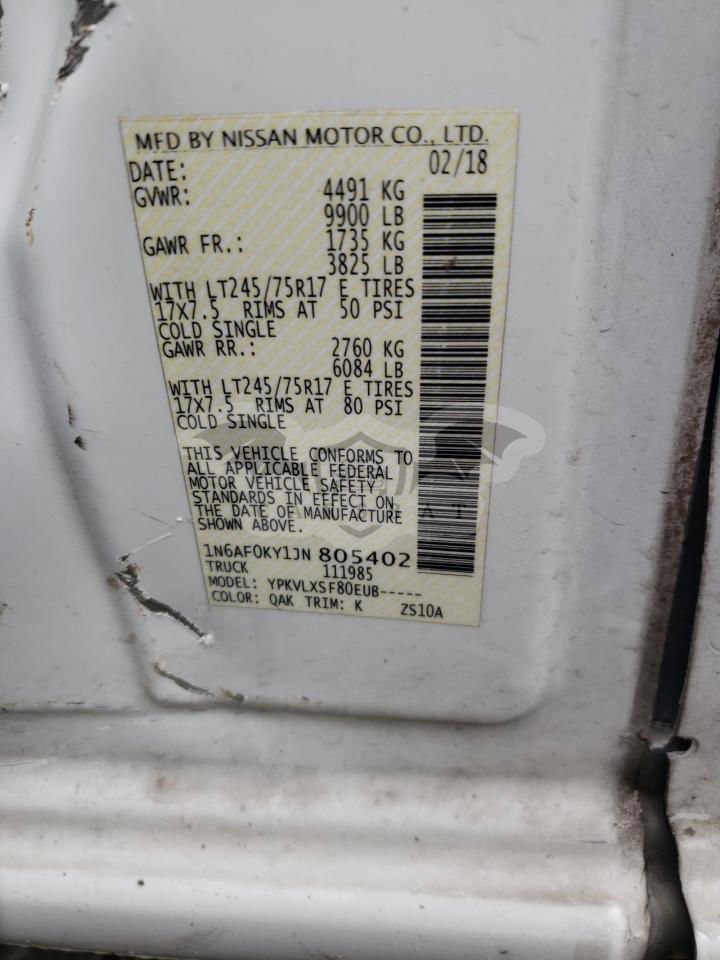 MFD BY NISSAN MOTOR CO., LTD.
DATE: 02/18
GVWR: 4491 KG
9900 LB
GAWR FR.: 1735 KG
3825 LB
WITH LT245/75R17 E TIRES
17X7.5 RIMS AT 50 PSI
COLD SINGLE
GAWR RR.: 2760 KG
6084 LB
WITH LT245/75R17 E TIRES
17X7.5 RIMS AT 80 PSI
COLD SINGLE
THIS VEHICLE CONFORMS TO
ALL APPLICABLE FEDERAL
MOTOR VEHICLE SAFETY
STANDARDS IN EFFECT ON
THE DATE OF MANUFACTURE
SHOWN ABOVE.
1N6AF0KY1JN 805402
TRUCK 111985
MODEL: YPKVLXSF80EUB-----
COLOR: QAK TRIM: K ZS10A